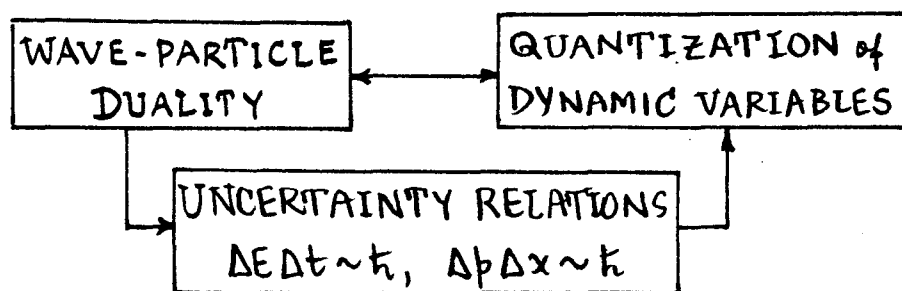 WAVE-PARTICLE
DUALITY
QUANTIZATION of
DYNAMIC VARIABLES
UNCERTAINTY RELATIONS
ΔEΔt~ℏ, ΔpΔx~ℏ